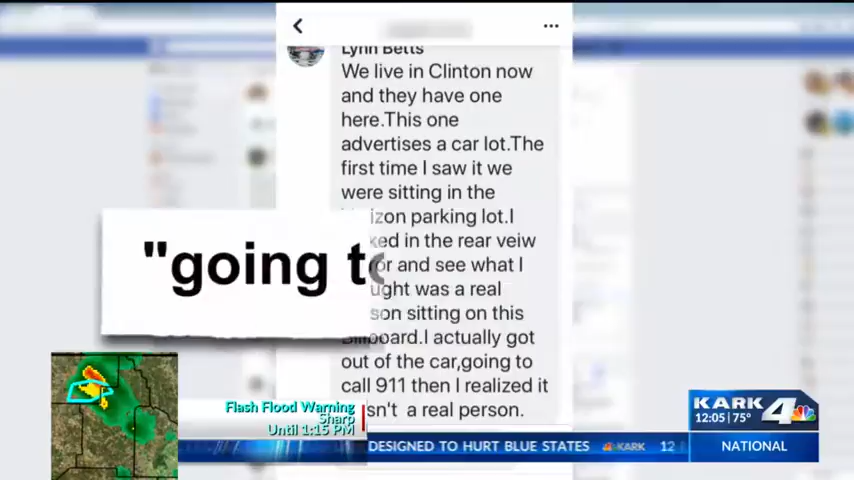 Lynn Betts
We live in Clinton now
and they have one
here.This one
advertises a car lot.The
first time I saw it we
were sitting in the
izon parking lot.I
ked in the rear veiw
or and see what I
ught was a real
son sitting on this
Billboard.I actually got
out of the car,going to
call 911 then I realized it
sn't a real person.
"going to
Flash Flood Warning
Sharp
Until 1:15 PM
DESIGNED TO HURT BLUE STATES
KARK
12
KARK 4
12:05 75°
NATIONAL